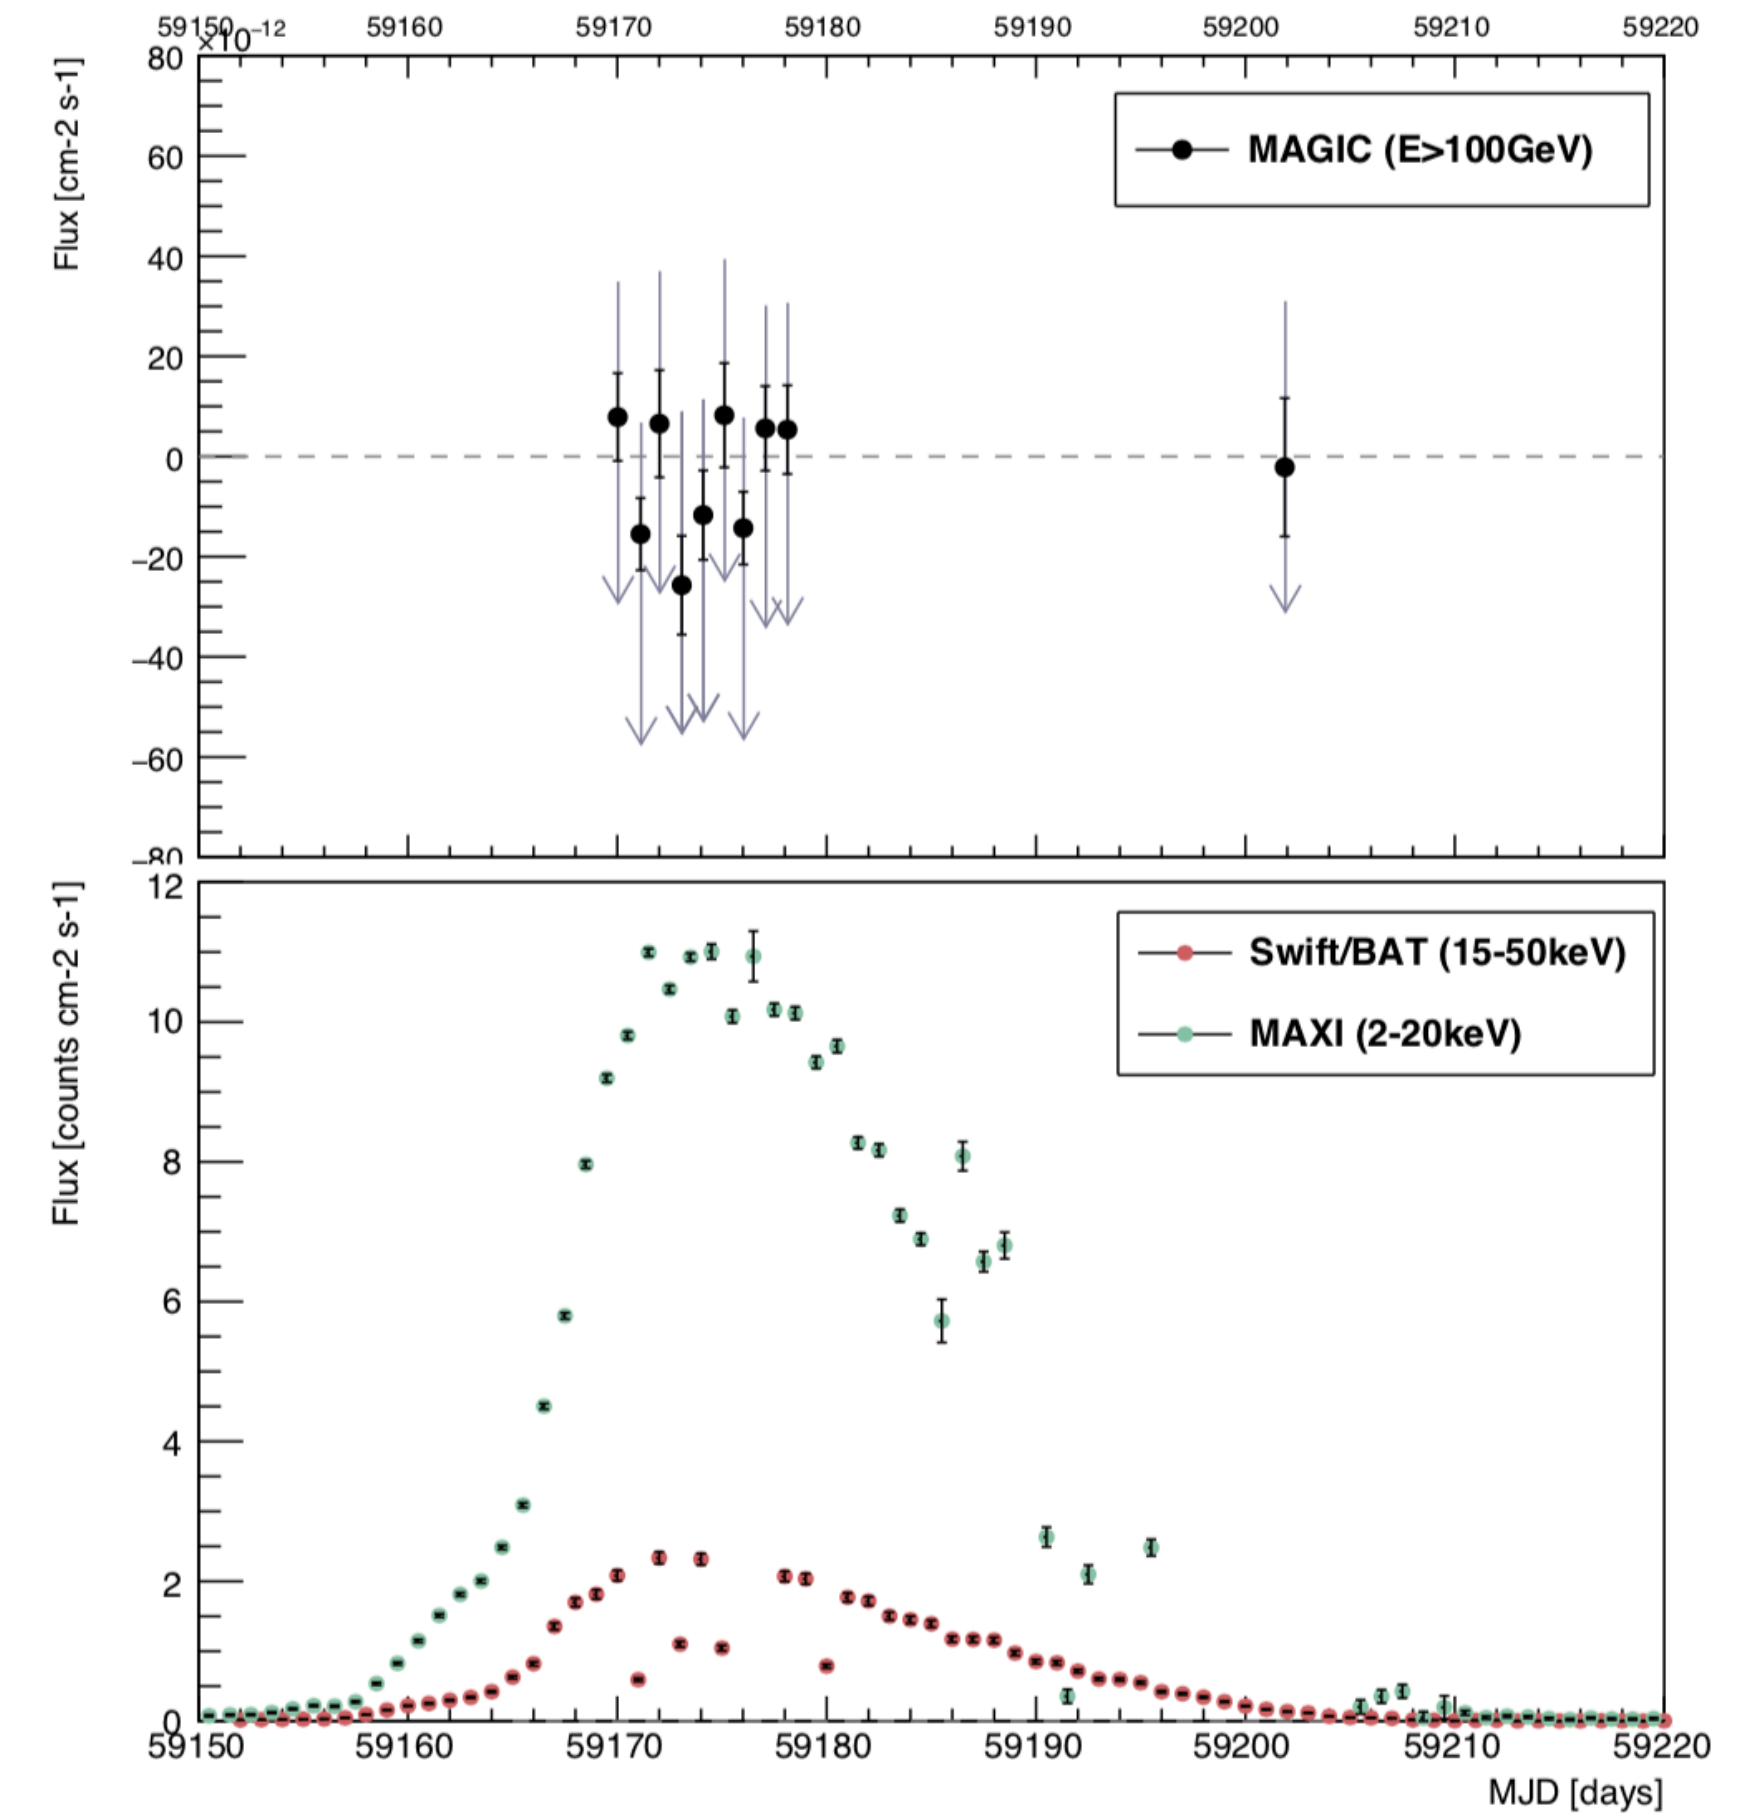 59150 59160 59170 59180 59190 59200 59210 59220
×10−12
80
60
40
20
0
−20
−40
−60
−80
Flux [cm-2 s-1]
MAGIC (E>100GeV)
12
10
8
6
4
2
0
Flux [counts cm-2 s-1]
Swift/BAT (15-50keV)
MAXI (2-20keV)
59150 59160 59170 59180 59190 59200 59210 59220
MJD [days]